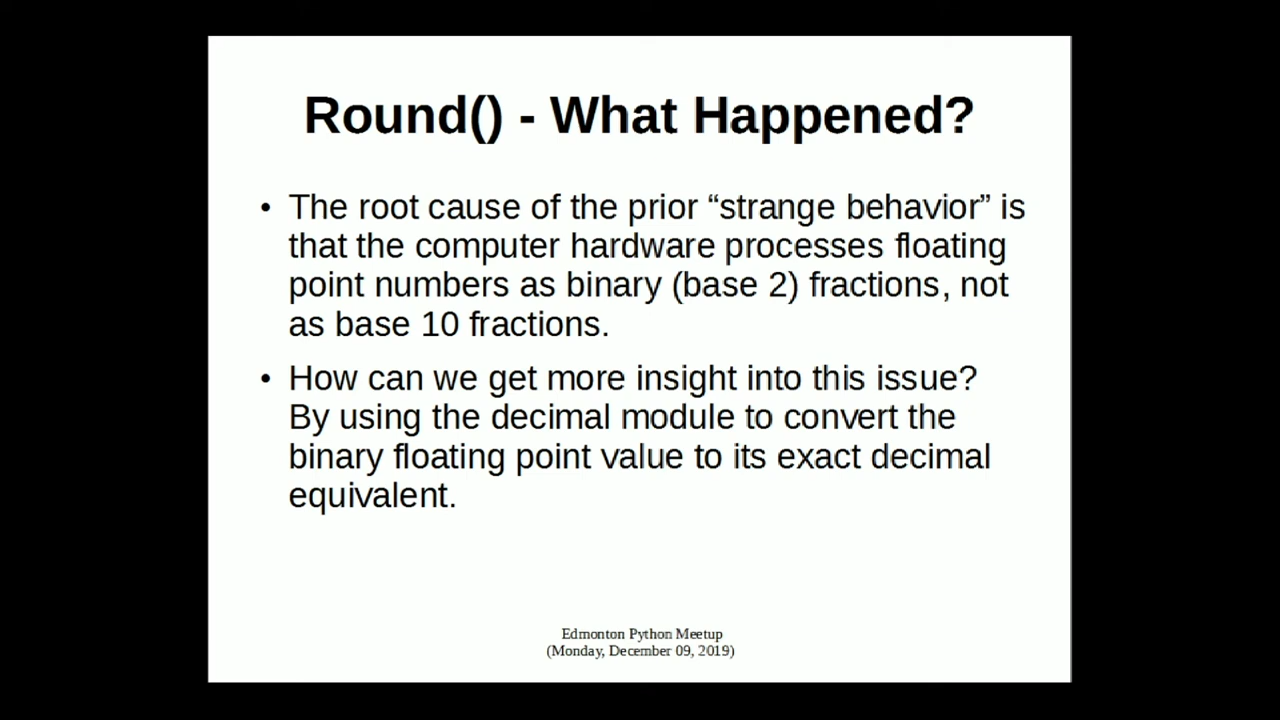 Round() - What Happened?
• The root cause of the prior “strange behavior” is
that the computer hardware processes floating
point numbers as binary (base 2) fractions, not
as base 10 fractions.
• How can we get more insight into this issue?
By using the decimal module to convert the
binary floating point value to its exact decimal
equivalent.
Edmonton Python Meetup
(Monday, December 09, 2019)